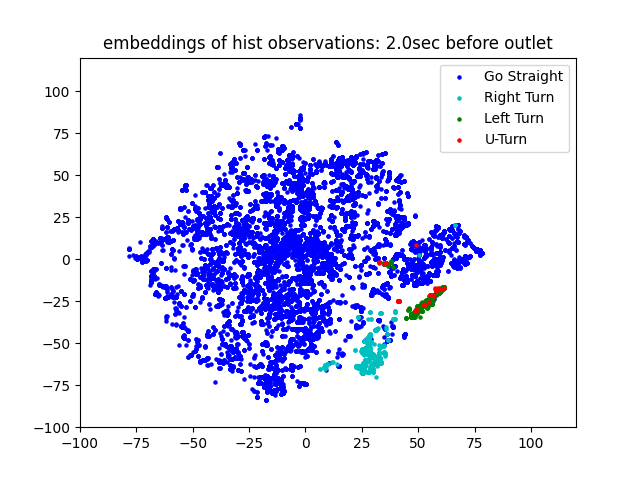 embeddings of hist observations: 2.0sec before outlet
Go Straight
Right Turn
Left Turn
U-Turn
100
75
50
25
0
−25
−50
−75
−100
−100 −75 −50 −25 0 25 50 75 100